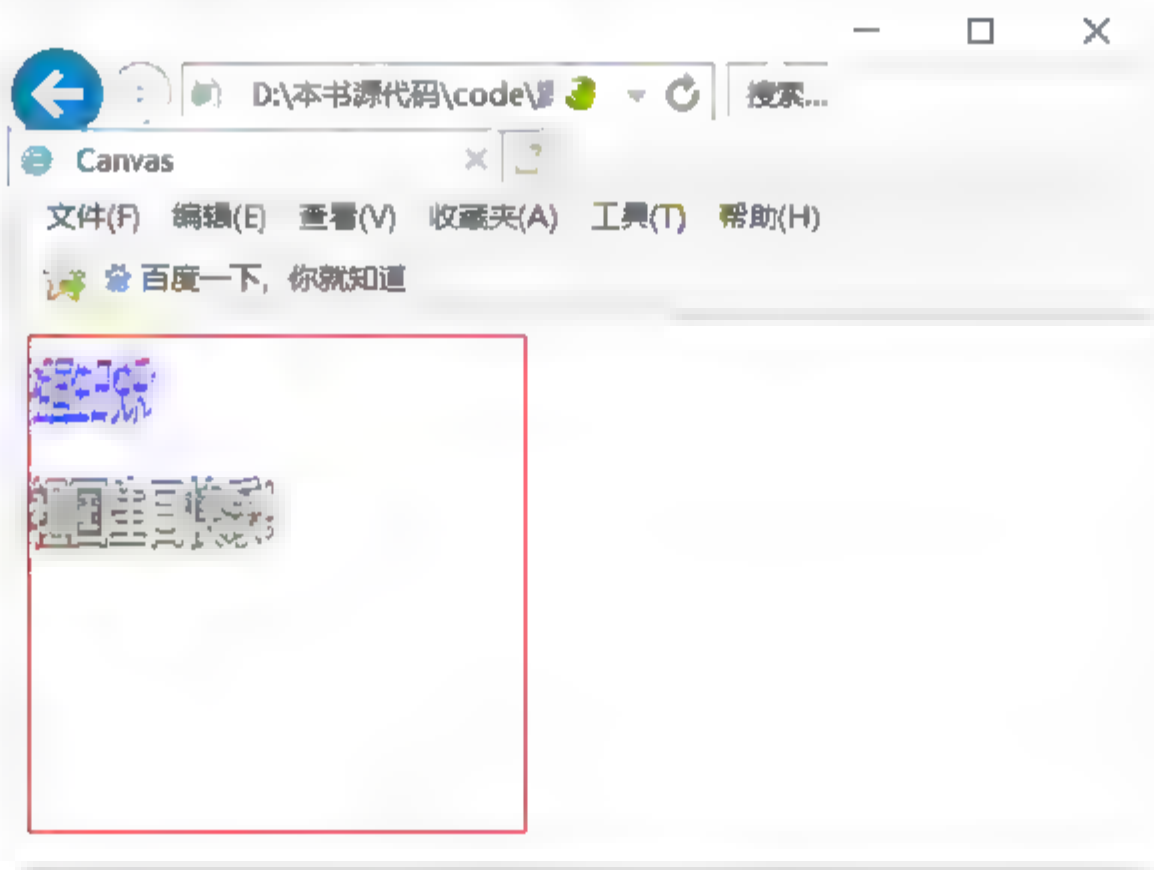 D:\本书源代码\code\
搜索...
Canvas
文件(F) 编辑(E) 查看(V) 收藏夹(A) 工具(T) 帮助(H)
百度一下，你就知道